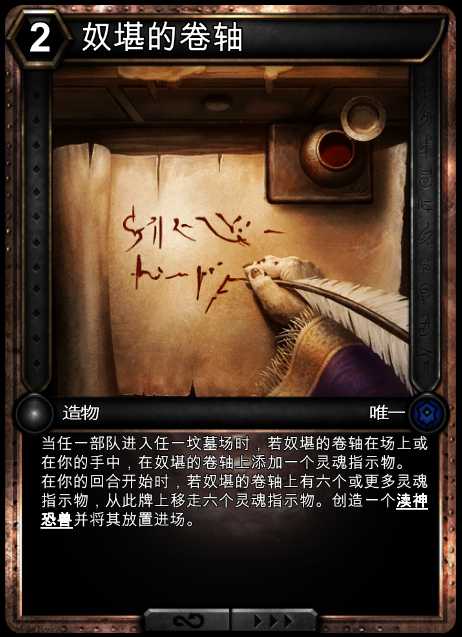 2 奴堪的卷轴
造物 唯一
当任一部队进入任一坟墓场时，若奴堪的卷轴在场上或
在你的手中，在奴堪的卷轴上添加一个灵魂指示物。
在你的回合开始时，若奴堪的卷轴上有六个或更多灵魂
指示物，从此牌上移走六个灵魂指示物。创造一个渎神
恐兽并将其放置进场。